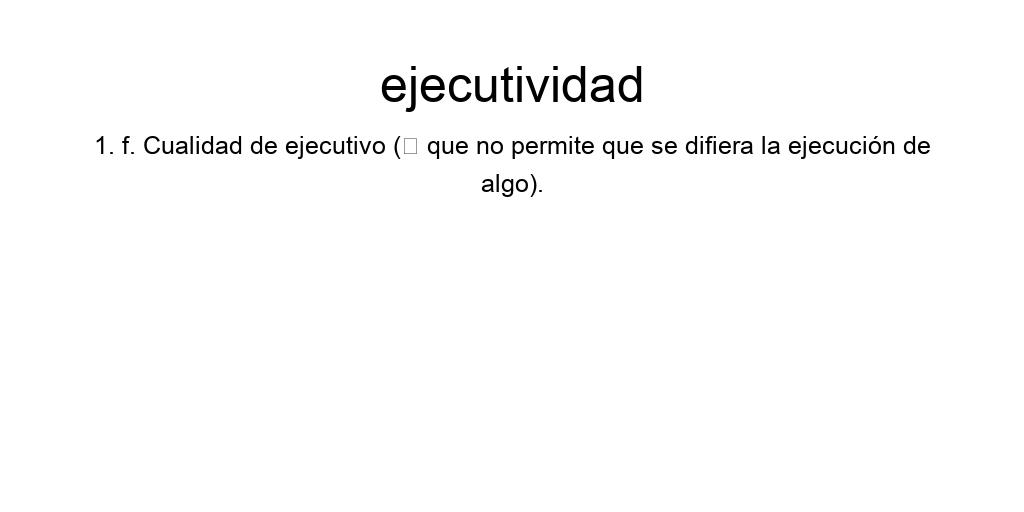 ejecutividad
1. f. Cualidad de ejecutivo (□ que no permite que se difiera la ejecución de
algo).